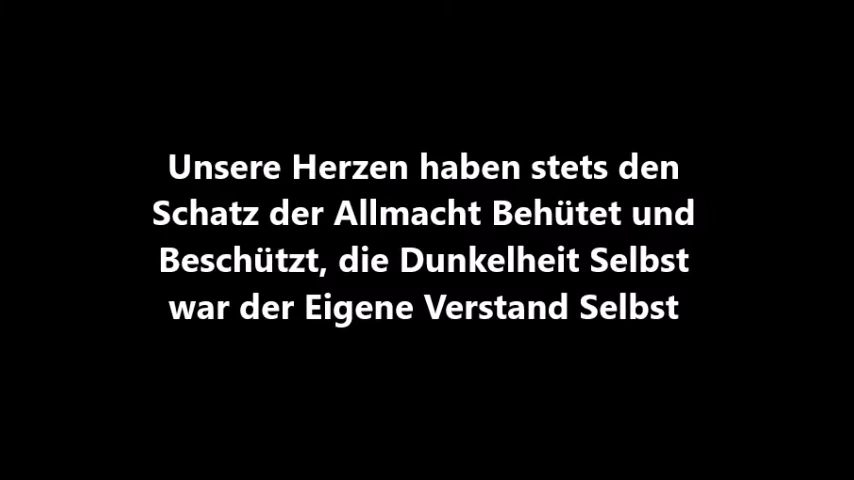 Unsere Herzen haben stets den
Schatz der Allmacht Behütet und
Beschützt, die Dunkelheit Selbst
war der Eigene Verstand Selbst